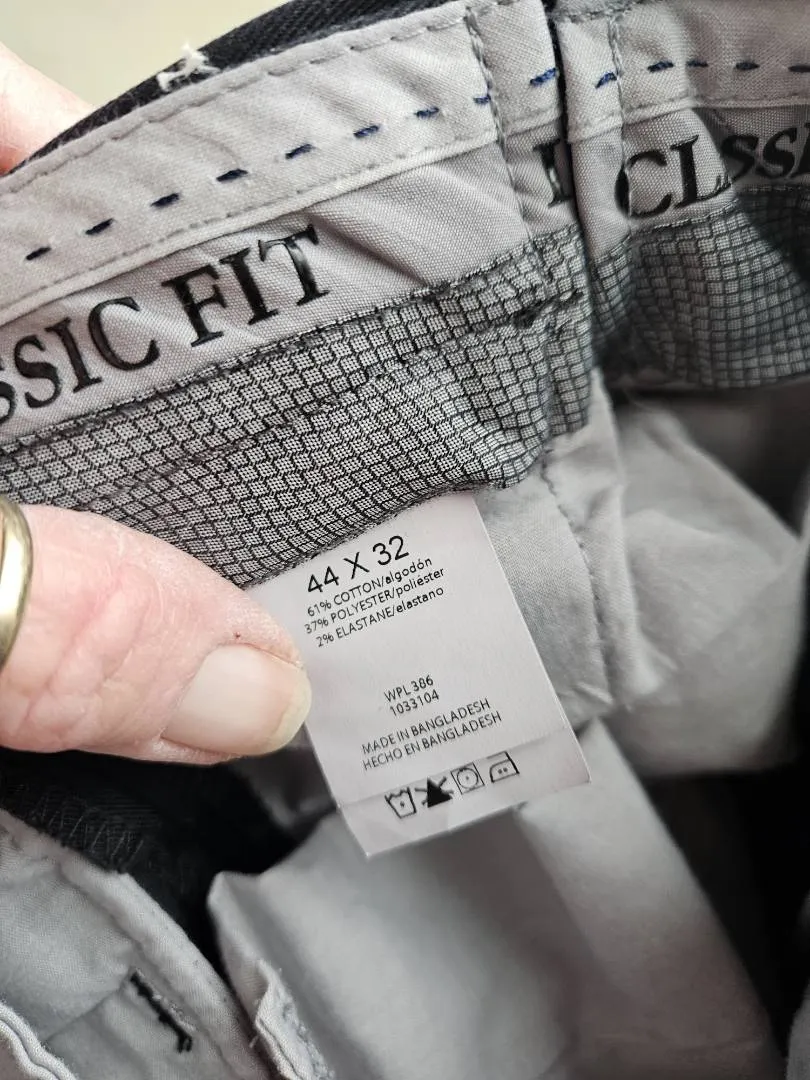 CLASSI
SSIC FIT
44 X 32
61% COTTON/algodón
37% POLYESTER/poliéster
2% ELASTANE/elastano
WPL 386
1033104
MADE IN BANGLADESH
HECHO EN BANGLADESH